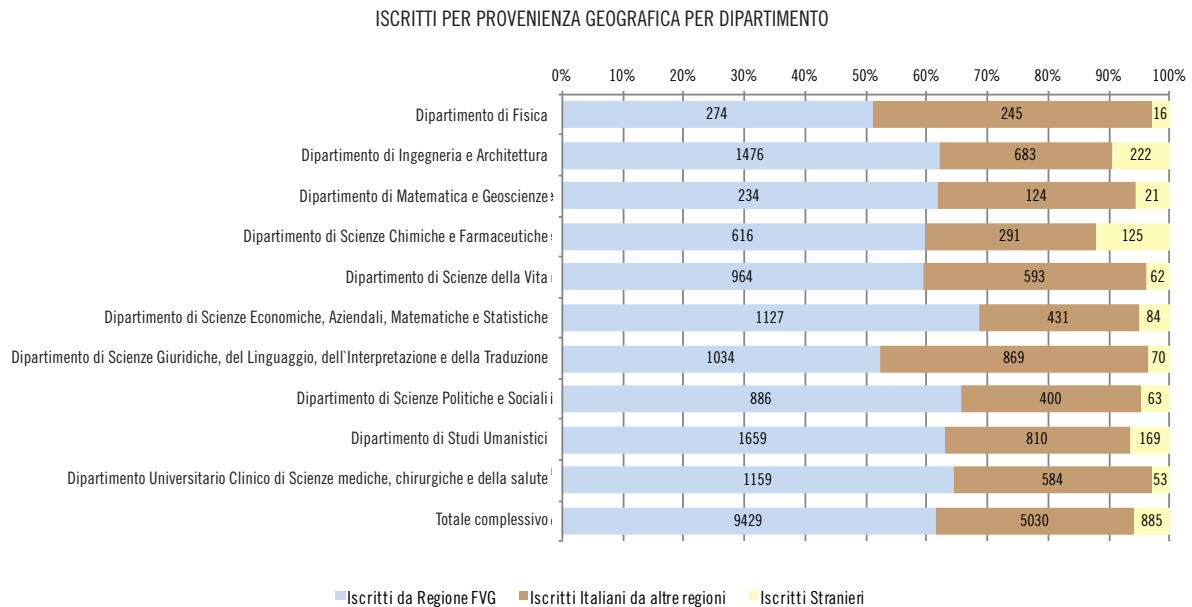 ISCRITTI PER PROVENIENZA GEOGRAFICA PER DIPARTIMENTO
0% 10% 20% 30% 40% 50% 60% 70% 80% 90% 100%
Dipartimento di Fisica 274 245 16
Dipartimento di Ingegneria e Architettura 1476 683 222
Dipartimento di Matematica e Geoscienze 234 124 21
Dipartimento di Scienze Chimiche e Farmaceutiche 616 291 125
Dipartimento di Scienze della Vita 964 593 62
Dipartimento di Scienze Economiche, Aziendali, Matematiche e Statistiche 1127 431 84
Dipartimento di Scienze Giuridiche, del Linguaggio, dell`Interpretazione e della Traduzione 1034 869 70
Dipartimento di Scienze Politiche e Sociali 886 400 63
Dipartimento di Studi Umanistici 1659 810 169
Dipartimento Universitario Clinico di Scienze mediche, chirurgiche e della salute 1159 584 53
Totale complessivo 9429 5030 885
Iscritti da Regione FVG Iscritti Italiani da altre regioni Iscritti Stranieri